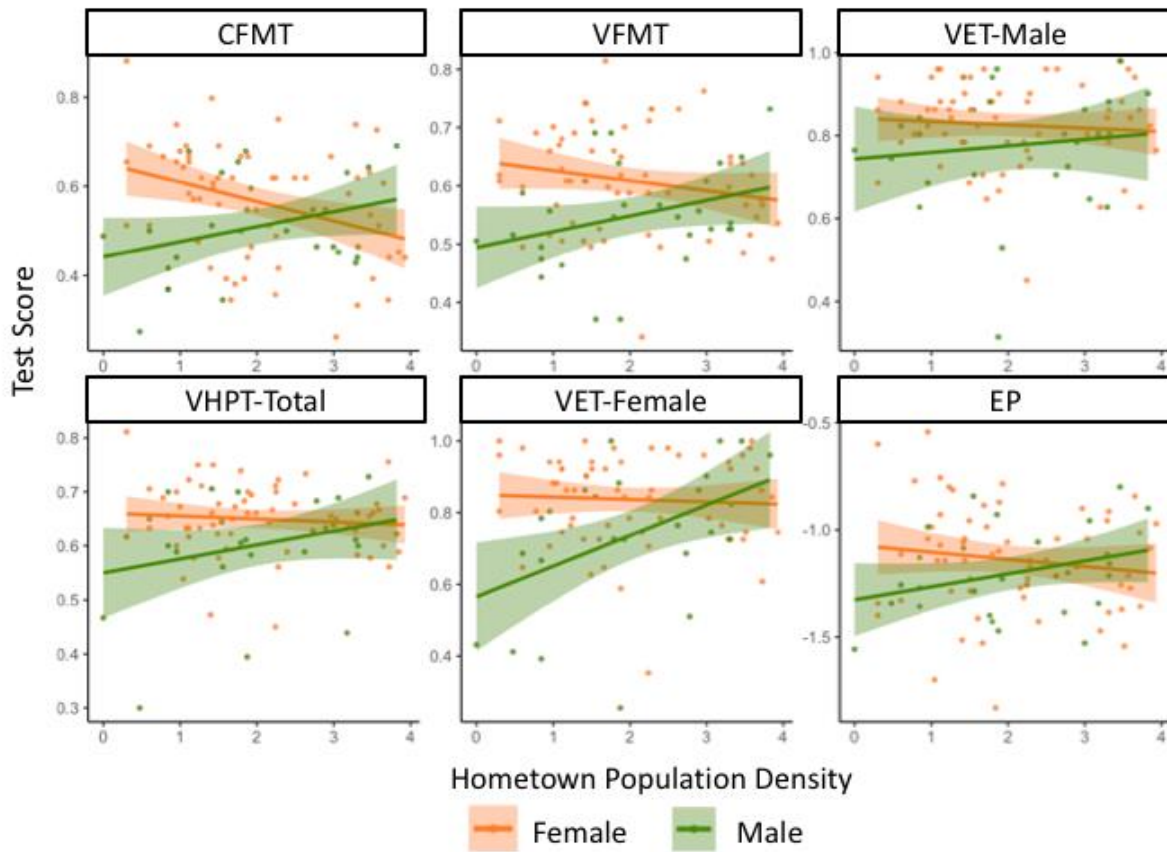 CFMT VFMT VET-Male
0.8
0.6
0.4
0 1 2 3 4
0.8
0.7
0.6
0.5
0.4
0 1 2 3 4
1.0
0.8
0.6
0.4
0 1 2 3 4
Test Score
VHPT-Total VET-Female EP
0.8
0.7
0.6
0.5
0.4
0.3
0 1 2 3 4
1.0
0.8
0.6
0.4
0 1 2 3 4
-0.5
-1.0
-1.5
0 1 2 3 4
Hometown Population Density
Female Male